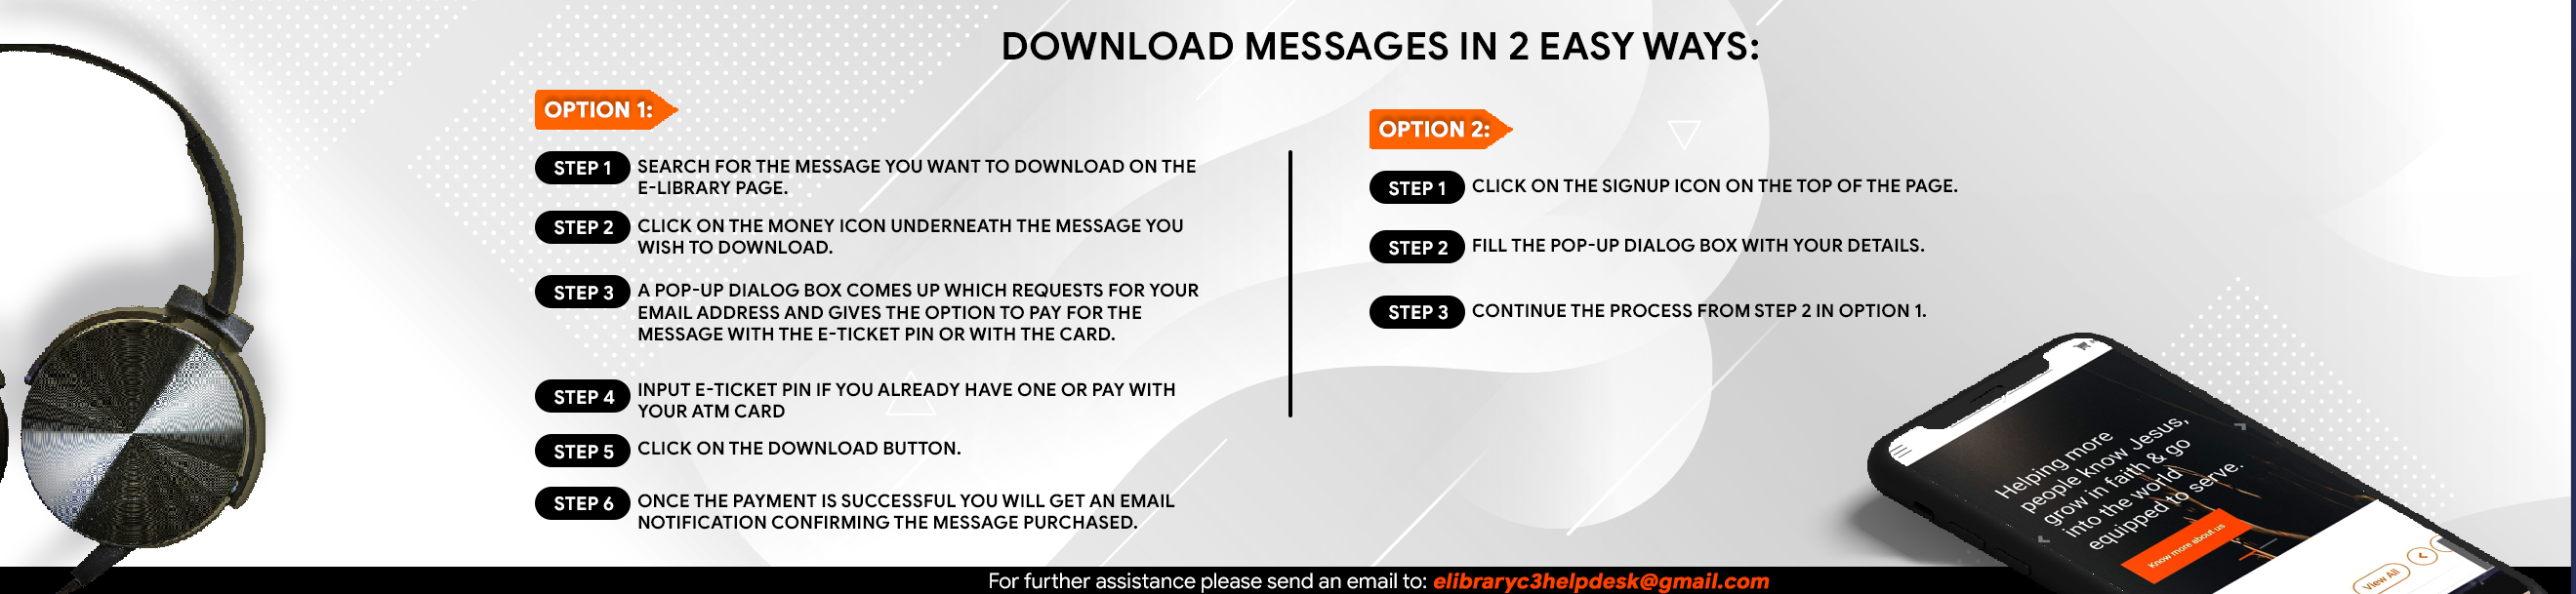 DOWNLOAD MESSAGES IN 2 EASY WAYS:
OPTION 1:
STEP 1 SEARCH FOR THE MESSAGE YOU WANT TO DOWNLOAD ON THE
E-LIBRARY PAGE.
STEP 2 CLICK ON THE MONEY ICON UNDERNEATH THE MESSAGE YOU
WISH TO DOWNLOAD.
STEP 3 A POP-UP DIALOG BOX COMES UP WHICH REQUESTS FOR YOUR
EMAIL ADDRESS AND GIVES THE OPTION TO PAY FOR THE
MESSAGE WITH THE E-TICKET PIN OR WITH THE CARD.
STEP 4 INPUT E-TICKET PIN IF YOU ALREADY HAVE ONE OR PAY WITH
YOUR ATM CARD
STEP 5 CLICK ON THE DOWNLOAD BUTTON.
STEP 6 ONCE THE PAYMENT IS SUCCESSFUL YOU WILL GET AN EMAIL
NOTIFICATION CONFIRMING THE MESSAGE PURCHASED.
OPTION 2:
STEP 1 CLICK ON THE SIGNUP ICON ON THE TOP OF THE PAGE.
STEP 2 FILL THE POP-UP DIALOG BOX WITH YOUR DETAILS.
STEP 3 CONTINUE THE PROCESS FROM STEP 2 IN OPTION 1.
Helping more
people know Jesus,
grow in faith & go
into the world
equipped to serve.
Know more about us
View All
For further assistance please send an email to: elibraryc3helpdesk@gmail.com